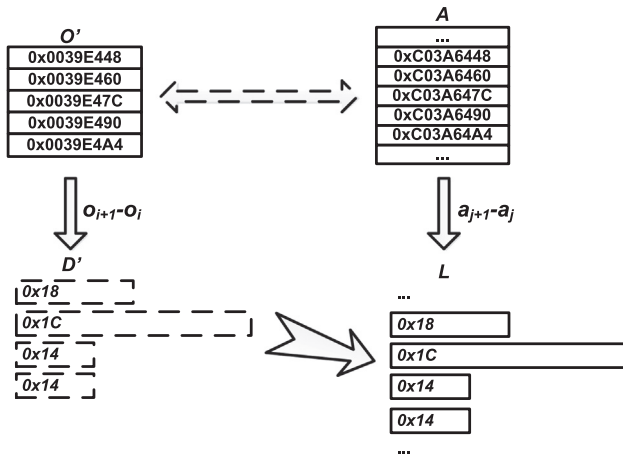 O'
0x0039E448
0x0039E460
0x0039E47C
0x0039E490
0x0039E4A4
A
...
0xC03A6448
0xC03A6460
0xC03A647C
0xC03A6490
0xC03A64A4
...
oi+1-oi
aj+1-aj
D'
0x18
0x1C
0x14
0x14
L
...
0x18
0x1C
0x14
0x14
...